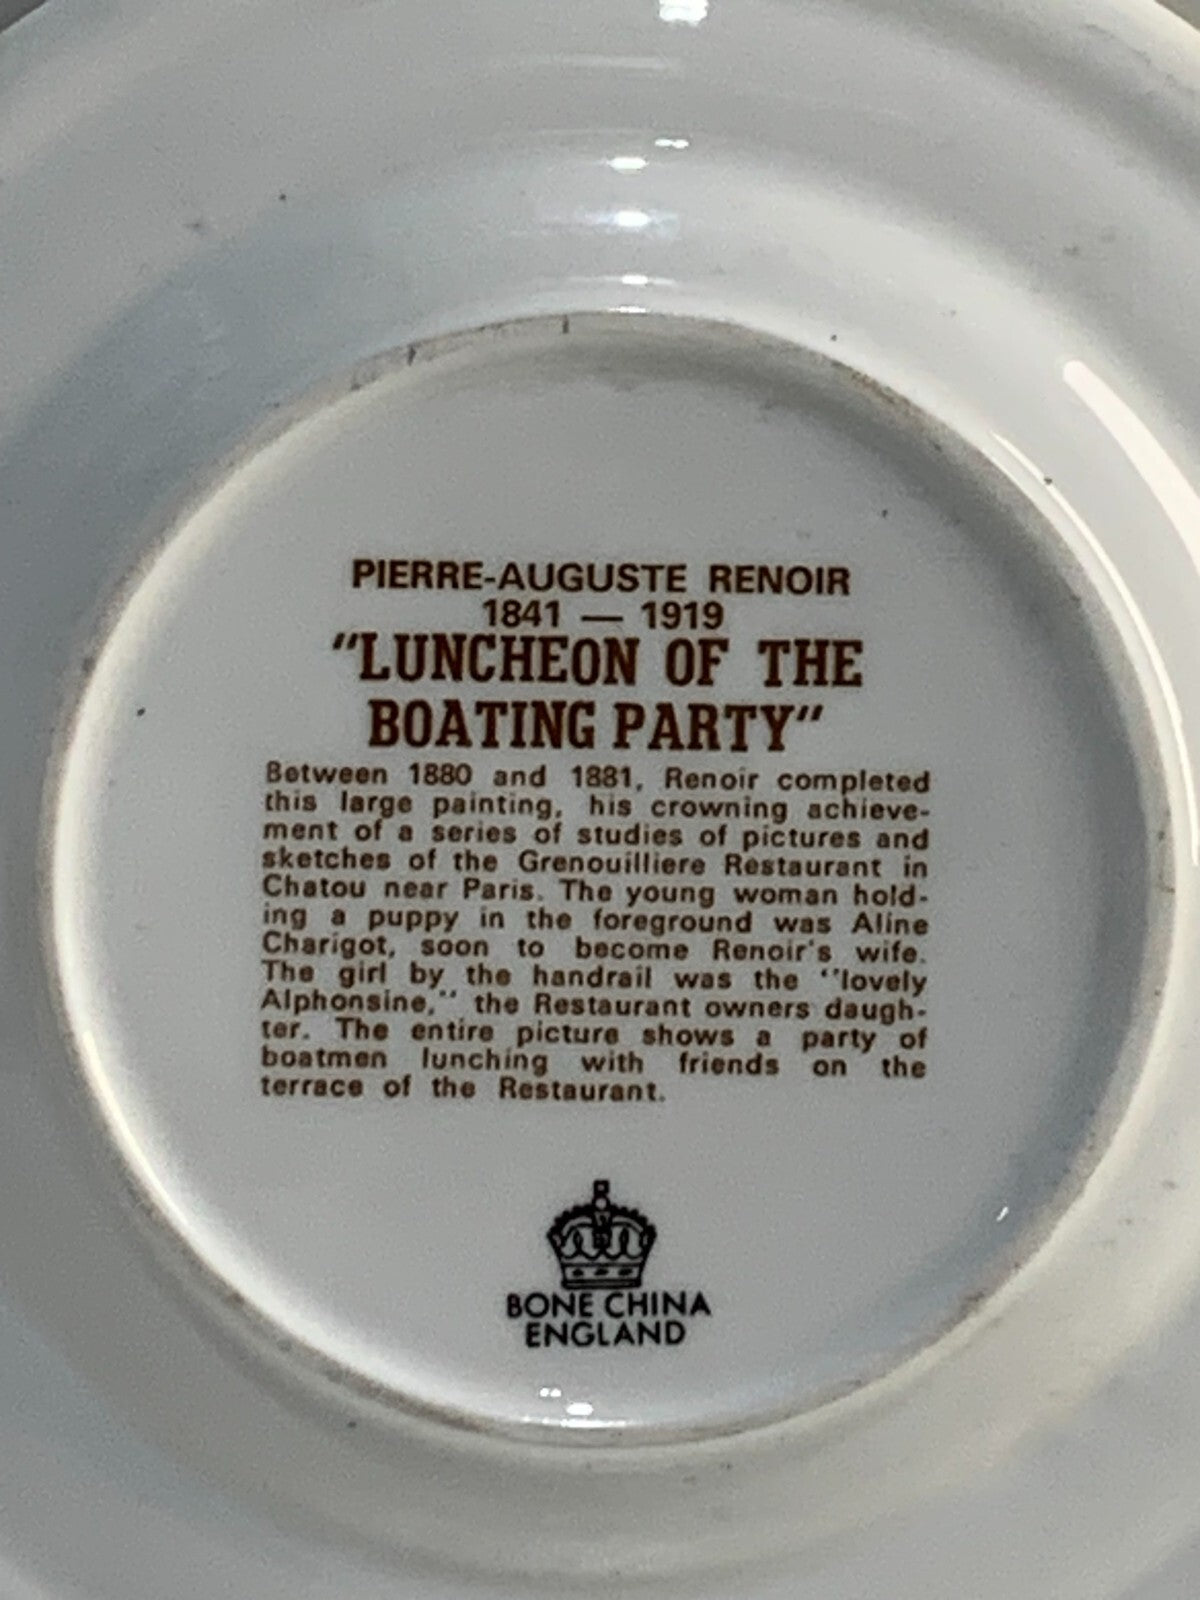 PIERRE-AUGUSTE RENOIR
1841 — 1919
"LUNCHEON OF THE
BOATING PARTY"
Between 1880 and 1881, Renoir completed
this large painting, his crowning achieve-
ment of a series of studies of pictures and
sketches of the Grenouilliere Restaurant in
Chatou near Paris. The young woman hold-
ing a puppy in the foreground was Aline
Charigot, soon to become Renoir's wife.
The girl by the handrail was the "lovely
Alphonsine," the Restaurant owners daugh-
ter. The entire picture shows a party of
boatmen lunching with friends on the
terrace of the Restaurant.
BONE CHINA
ENGLAND